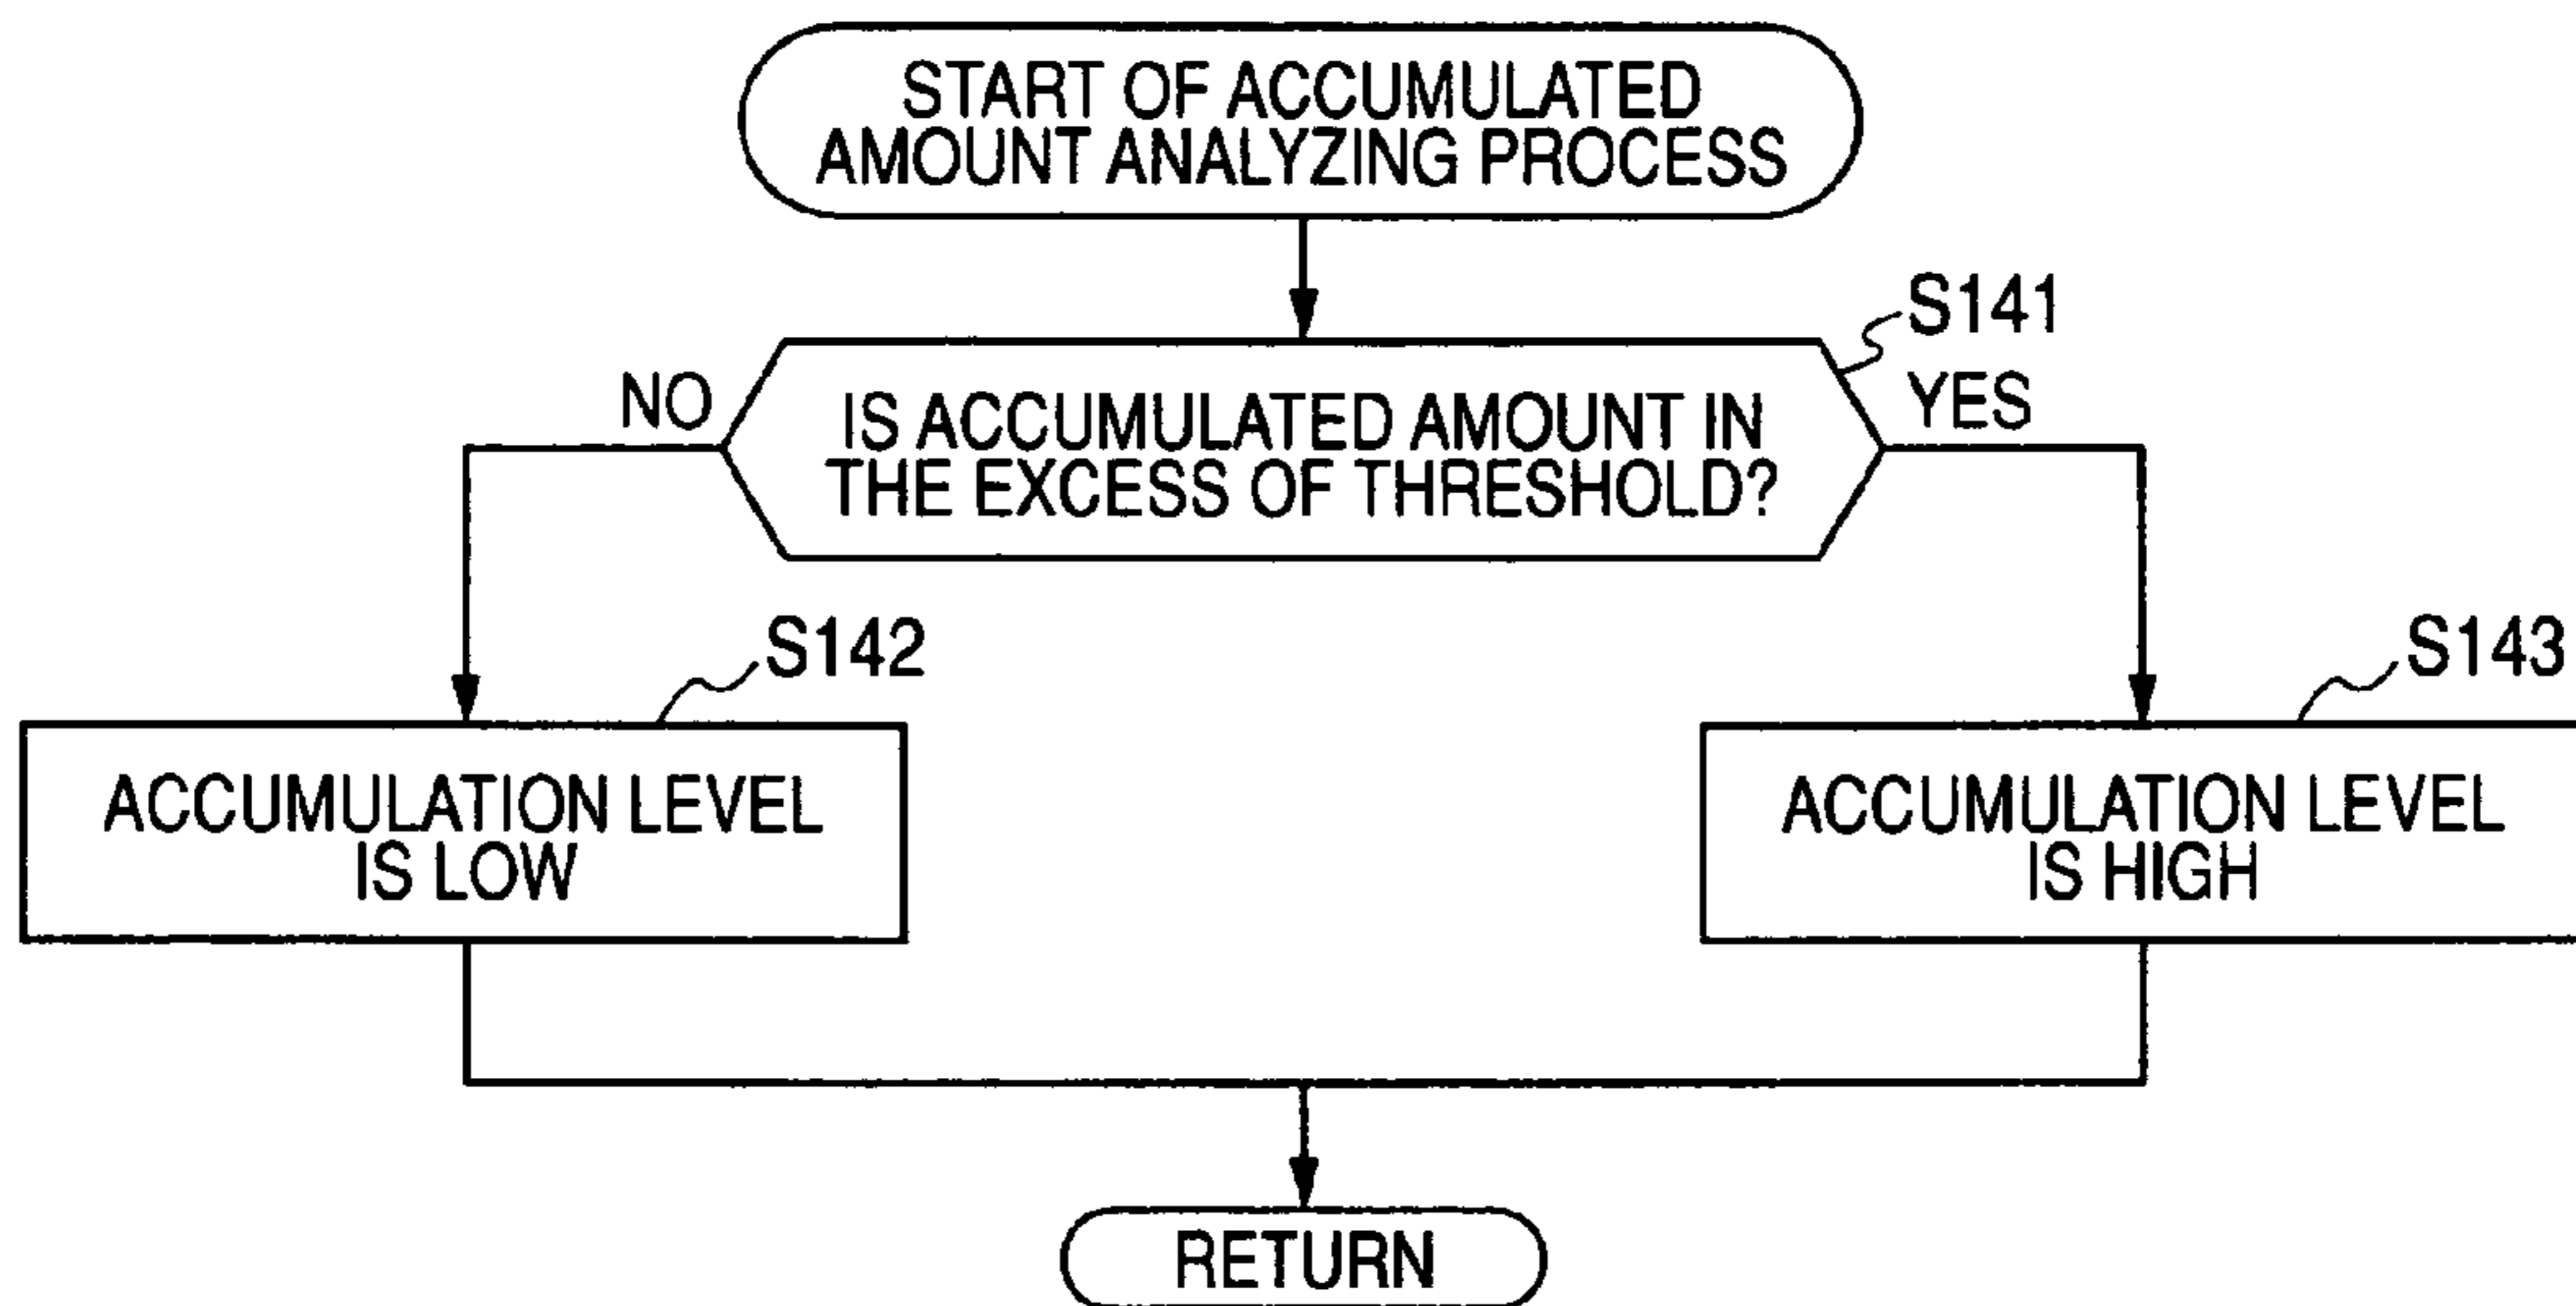 START OF ACCUMULATED
AMOUNT ANALYZING PROCESS
S141
NO
YES
IS ACCUMULATED AMOUNT IN
THE EXCESS OF THRESHOLD?
S142
S143
ACCUMULATION LEVEL
IS LOW
ACCUMULATION LEVEL
IS HIGH
RETURN